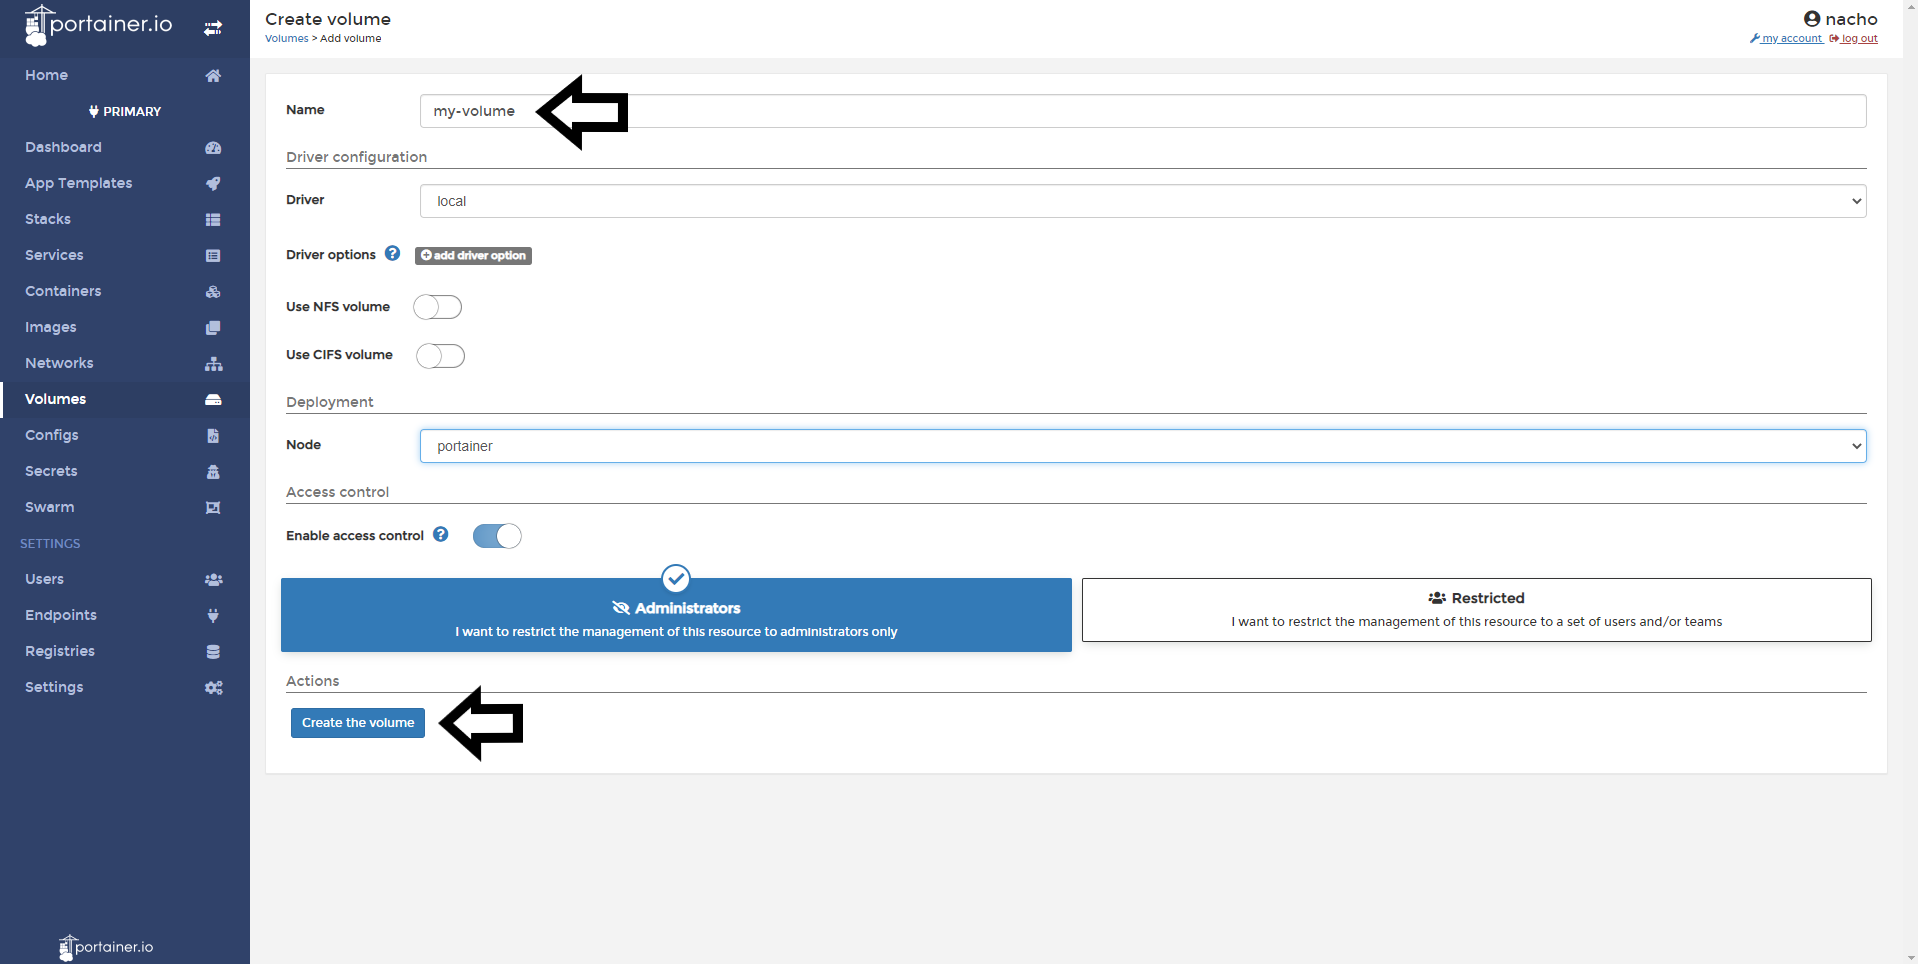 portainer.io
Home
PRIMARY
Dashboard
App Templates
Stacks
Services
Containers
Images
Networks
Volumes
Configs
Secrets
Swarm
SETTINGS
Users
Endpoints
Registries
Settings
portainer.io
Create volume
Volumes > Add volume
nacho
my account log out
Name my-volume
Driver configuration
Driver local
Driver options ? add driver option
Use NFS volume
Use CIFS volume
Deployment
Node portainer
Access control
Enable access control ?
Administrators
I want to restrict the management of this resource to administrators only
Restricted
I want to restrict the management of this resource to a set of users and/or teams
Actions
Create the volume